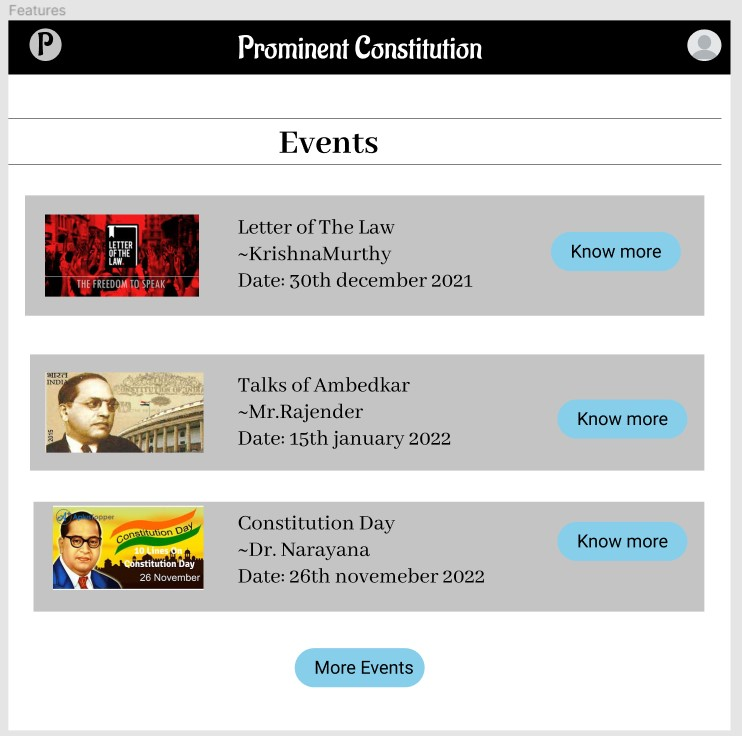 Features
P
Prominent Constitution
Events
LETTER
OF THE
LAW.
THE FREEDOM TO SPEAK
Letter of The Law
~KrishnaMurthy
Date: 30th december 2021
Know more
भारत
INDIA
2015
Talks of Ambedkar
~Mr.Rajender
Date: 15th january 2022
Know more
Constitution Day
10 Lines On
Constitution Day
26 November
Constitution Day
~Dr. Narayana
Date: 26th novemeber 2022
Know more
More Events